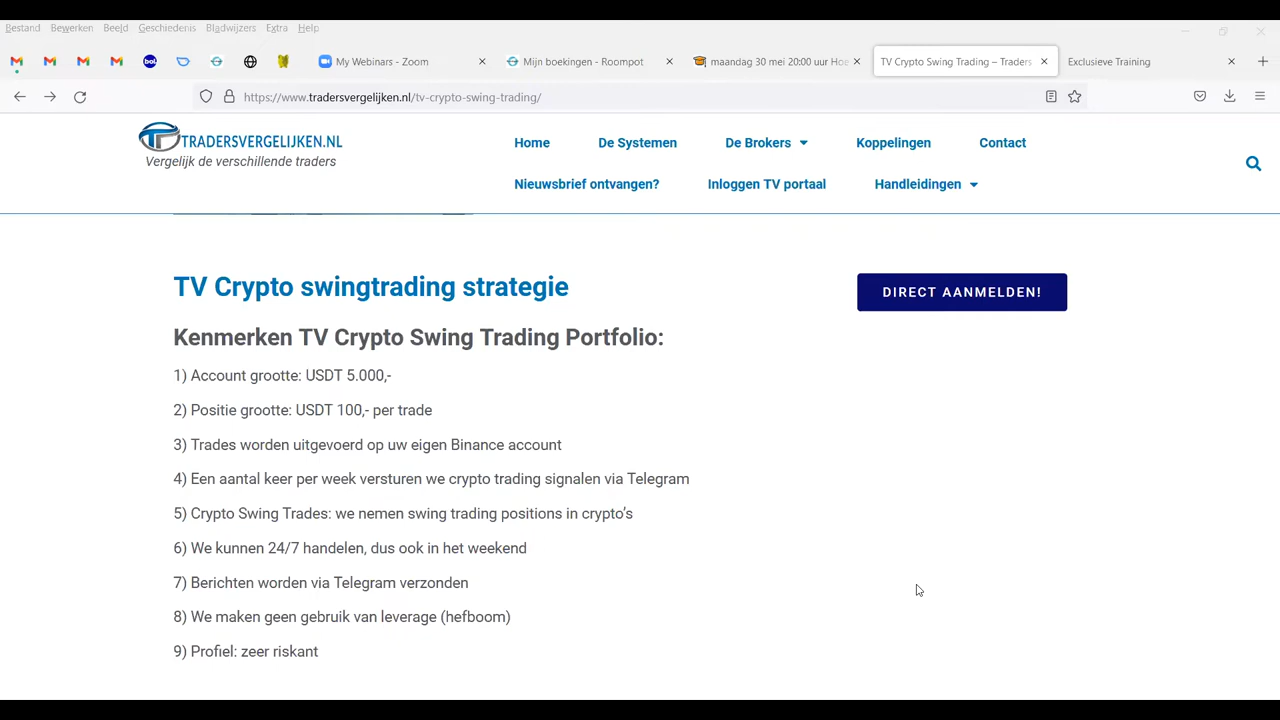 Bestand Bewerken Beeld Geschiedenis Bladwijzers Extra Help
bol
My Webinars - Zoom
Mijn boekingen - Roompot
maandag 30 mei 20:00 uur Hoe
TV Crypto Swing Trading – Traders
Exclusieve Training
https://www.tradersvergelijken.nl/tv-crypto-swing-trading/
TRADERSVERGELIJKEN.NL
Vergelijk de verschillende traders
Home De Systemen De Brokers Koppelingen Contact
Nieuwsbrief ontvangen? Inloggen TV portaal Handleidingen
TV Crypto swingtrading strategie
DIRECT AANMELDEN!
Kenmerken TV Crypto Swing Trading Portfolio:
1) Account grootte: USDT 5.000,-
2) Positie grootte: USDT 100,- per trade
3) Trades worden uitgevoerd op uw eigen Binance account
4) Een aantal keer per week versturen we crypto trading signalen via Telegram
5) Crypto Swing Trades: we nemen swing trading positions in crypto’s
6) We kunnen 24/7 handelen, dus ook in het weekend
7) Berichten worden via Telegram verzonden
8) We maken geen gebruik van leverage (hefboom)
9) Profiel: zeer riskant